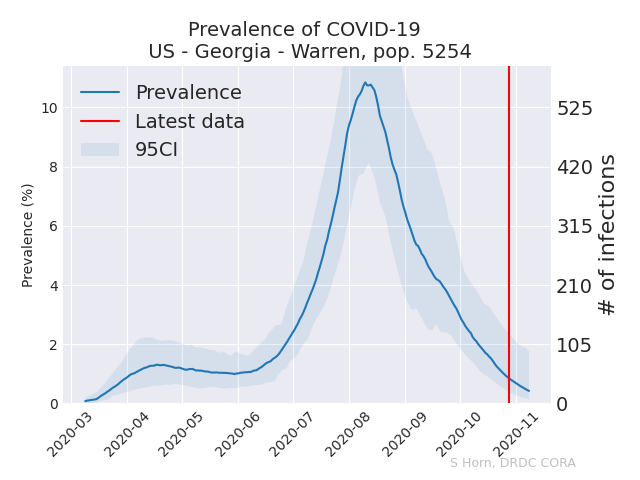 Prevalence of COVID-19
US - Georgia - Warren, pop. 5254
Prevalence
Latest data
95CI
Prevalence (%)
10
8
6
4
2
0
525
420
315
210
105
0
# of infections
2020-03
2020-04
2020-05
2020-06
2020-07
2020-08
2020-09
2020-10
2020-11
S Horn, DRDC CORA